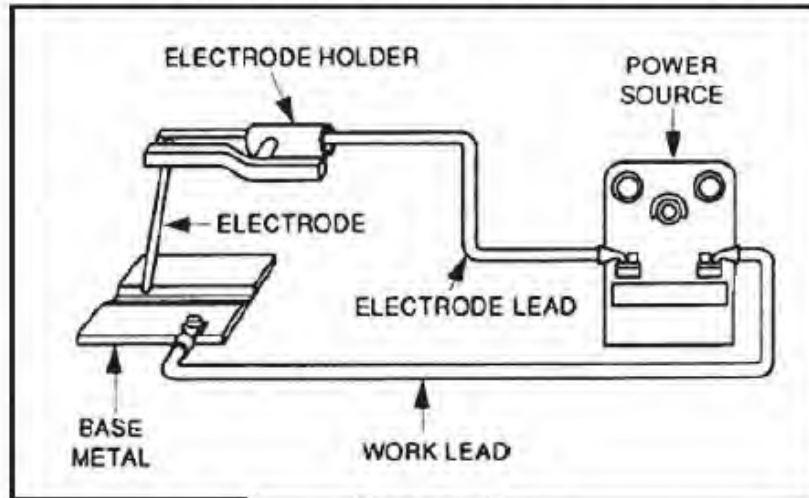 ELECTRODE HOLDER
POWER
SOURCE
ELECTRODE
ELECTRODE LEAD
BASE
METAL
WORK LEAD